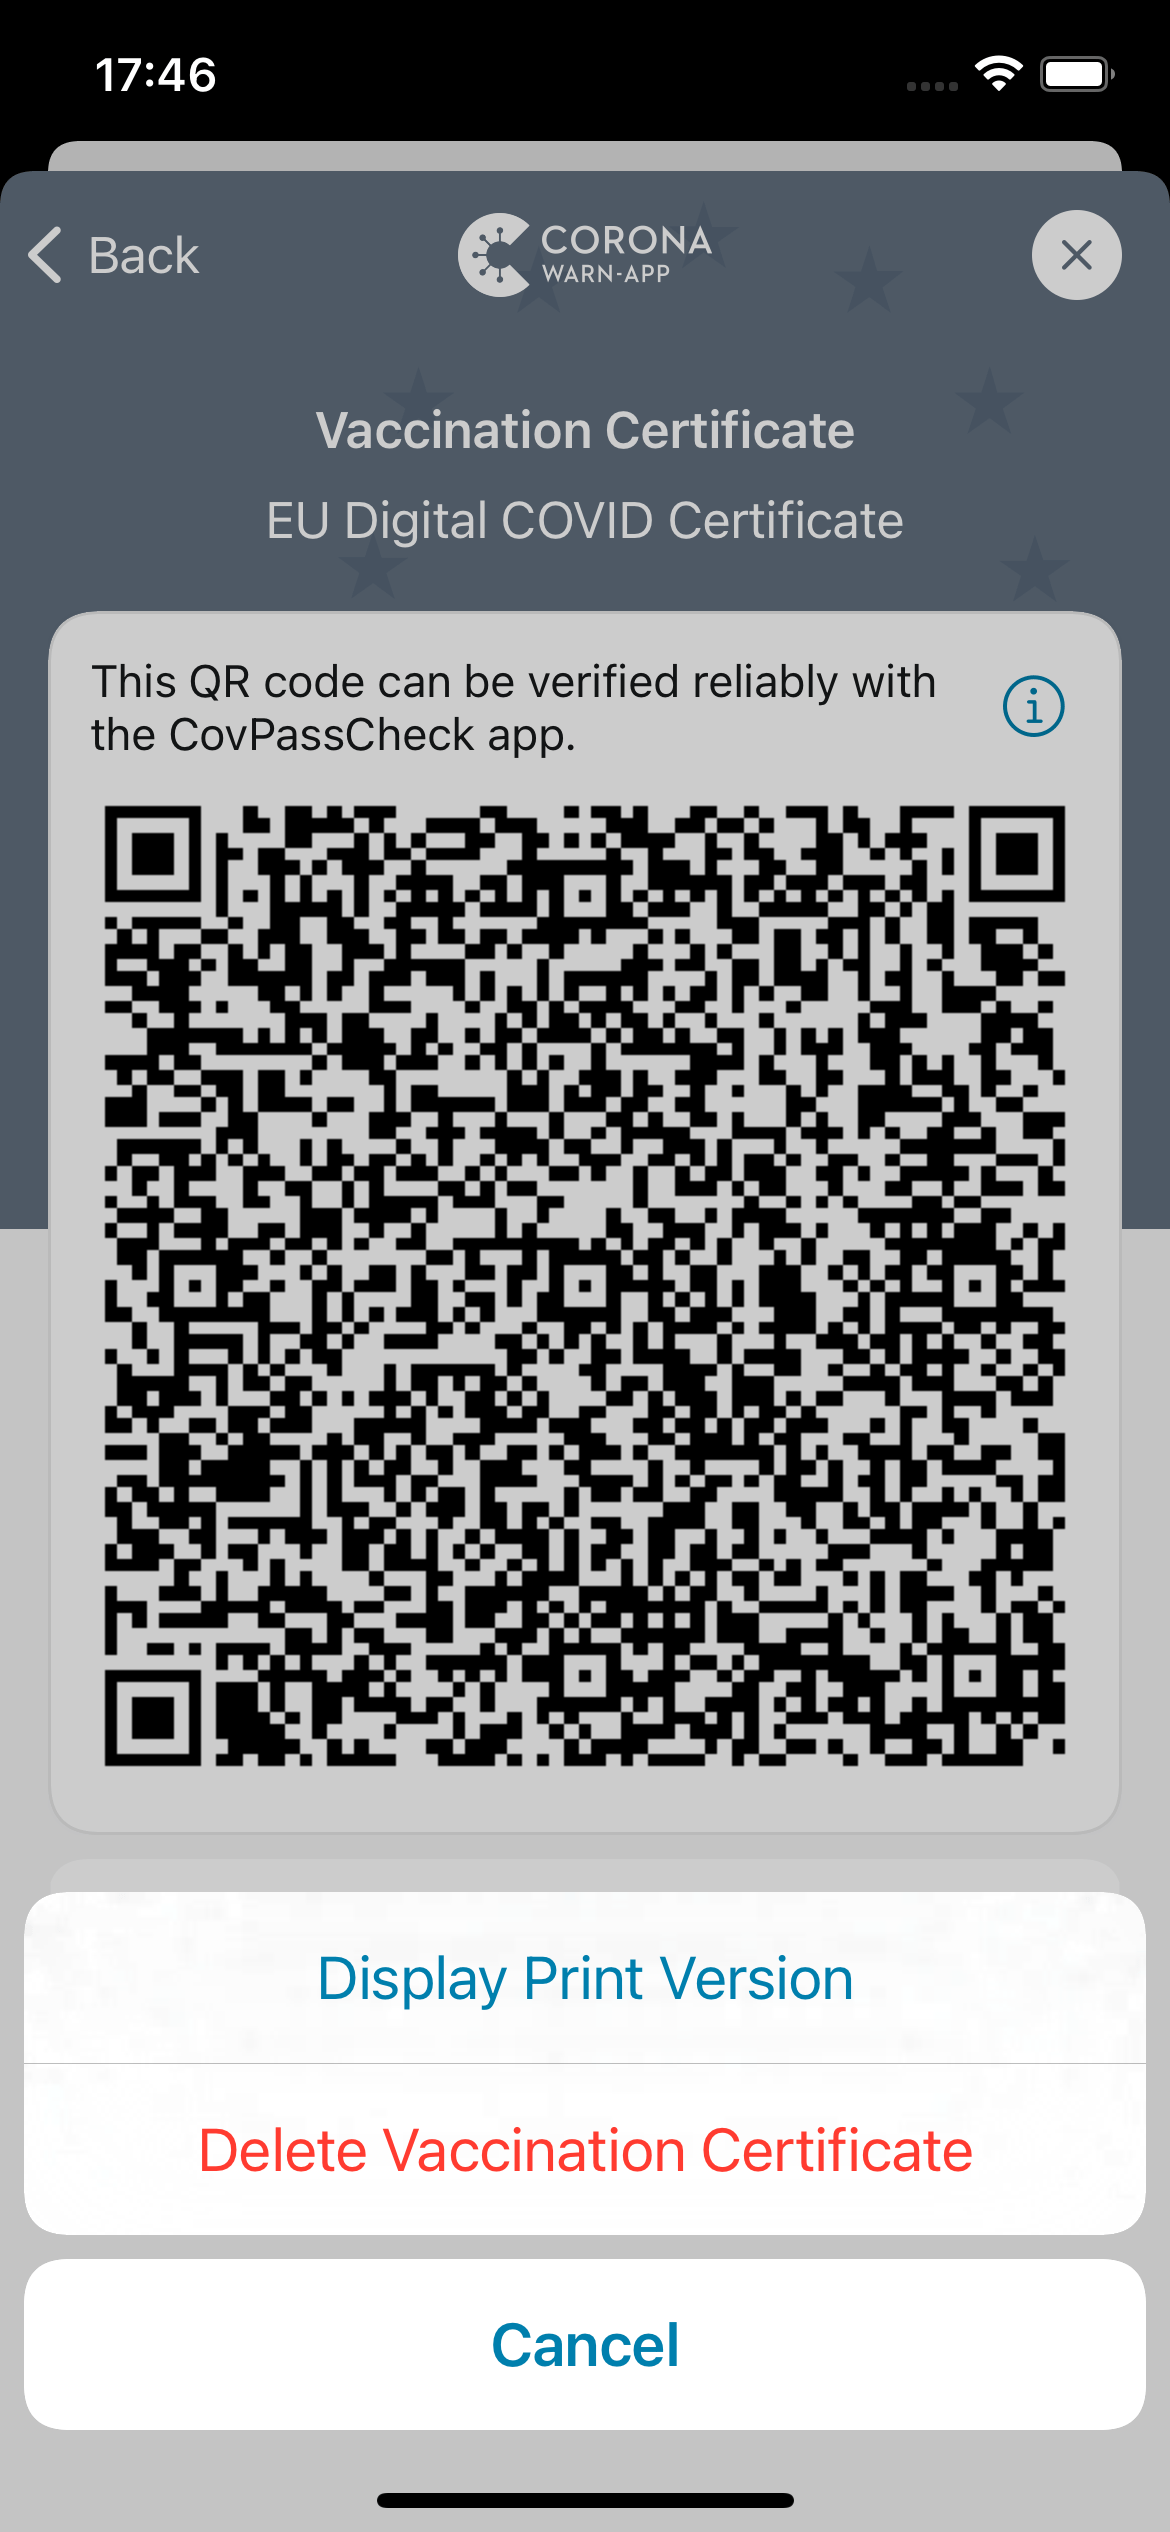 17:46
Back
CORONA
WARN-APP
Vaccination Certificate
EU Digital COVID Certificate
This QR code can be verified reliably with
the CovPassCheck app.
Display Print Version
Delete Vaccination Certificate
Cancel